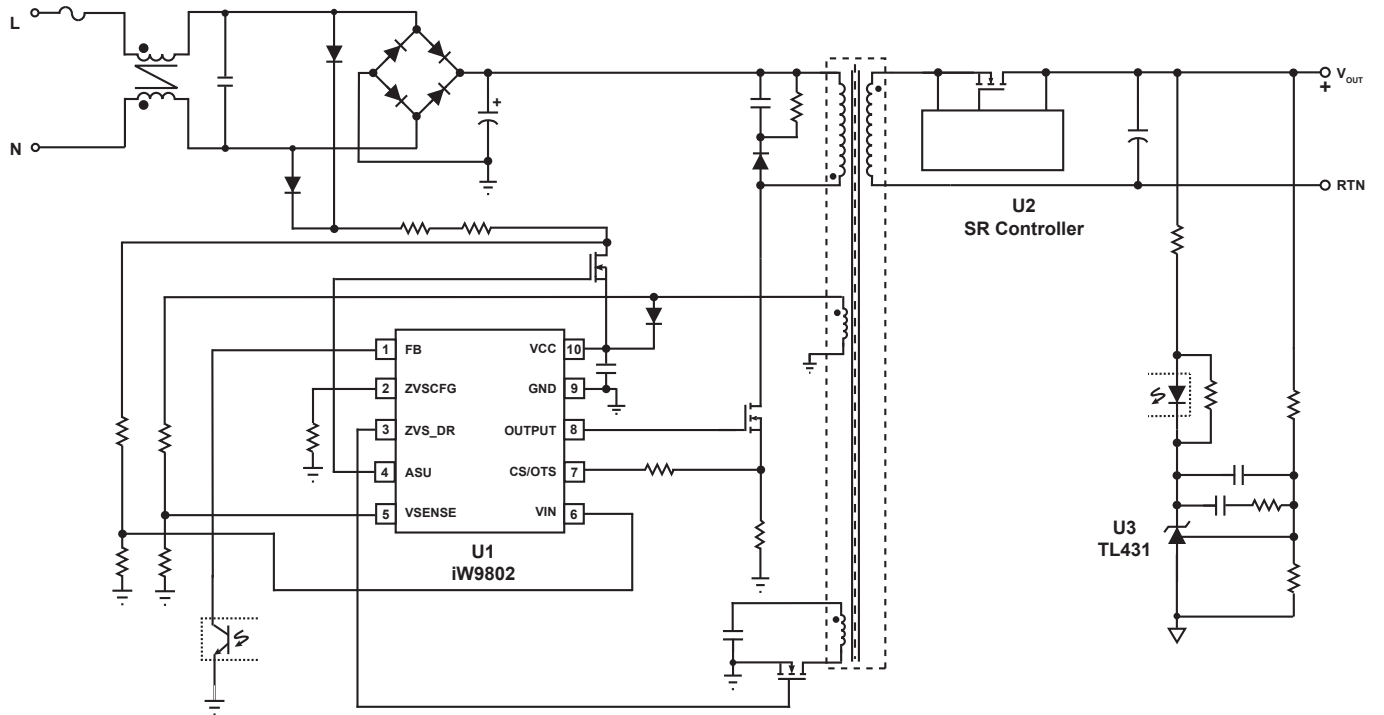 L
N
+
V OUT
+
RTN
U2
SR Controller
1 FB
2 ZVSCFG
3 ZVS_DR
4 ASU
5 VSENSE
VCC 10
GND 9
OUTPUT 8
CS/OTS 7
VIN 6
U1
iW9802
U3
TL431